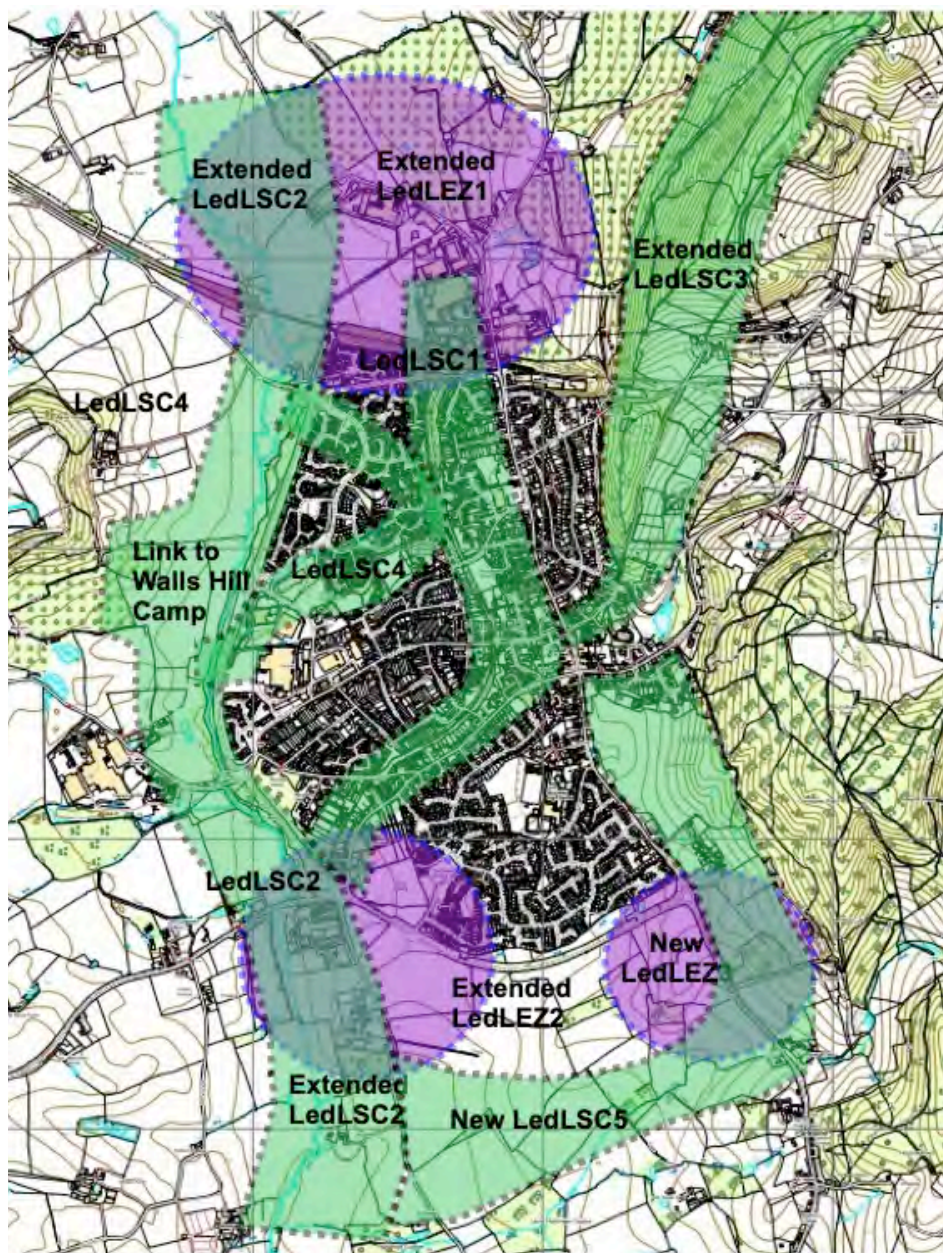 Extended
LedLSC2
Extended
LedLEZ1
Extended
LedLSC3
LedLSC1
LedLSC4
Link to
Walls Hill
Camp
LedLSC4
LedLSC2
New
LedLEZ
Extended
LedLEZ2
Extended
LedLSC2
New LedLSC5